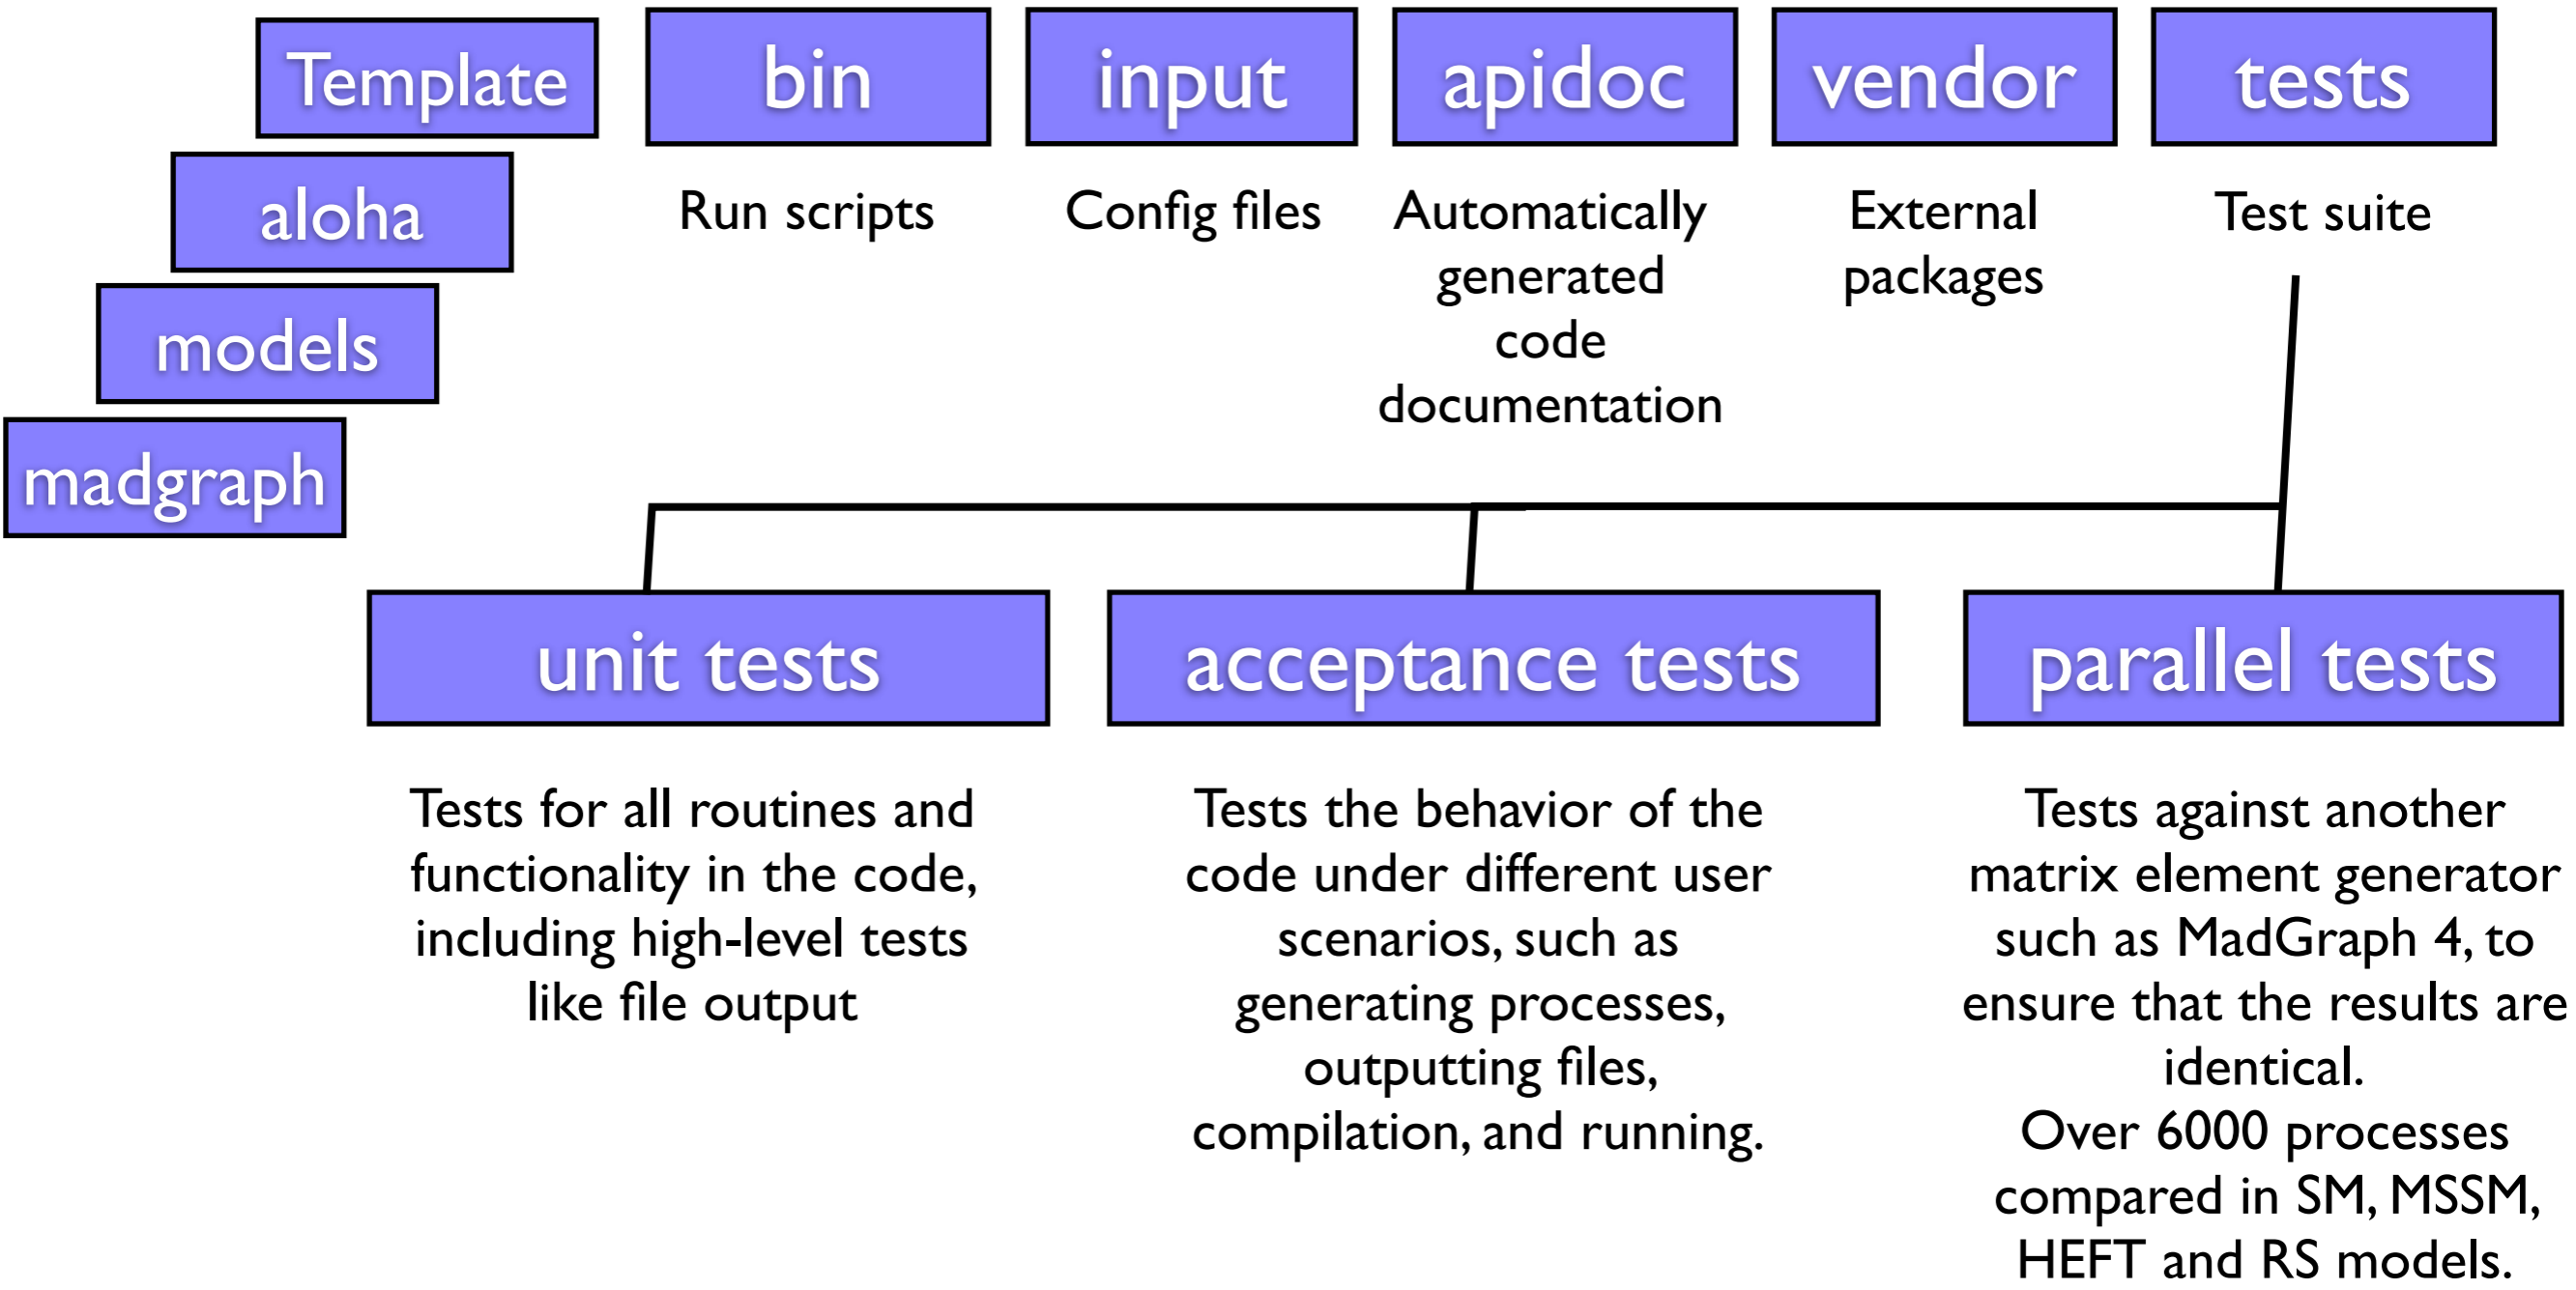 Template
bin
input
apidoc
vendor
tests
aloha
models
madgraph
Run scripts
Config files
Automatically
generated
code
documentation
External
packages
Test suite
unit tests
acceptance tests
parallel tests
Tests for all routines and
functionality in the code,
including high-level tests
like file output
Tests the behavior of the
code under different user
scenarios, such as
generating processes,
outputting files,
compilation, and running.
Tests against another
matrix element generator
such as MadGraph 4, to
ensure that the results are
identical.
Over 6000 processes
compared in SM, MSSM,
HEFT and RS models.